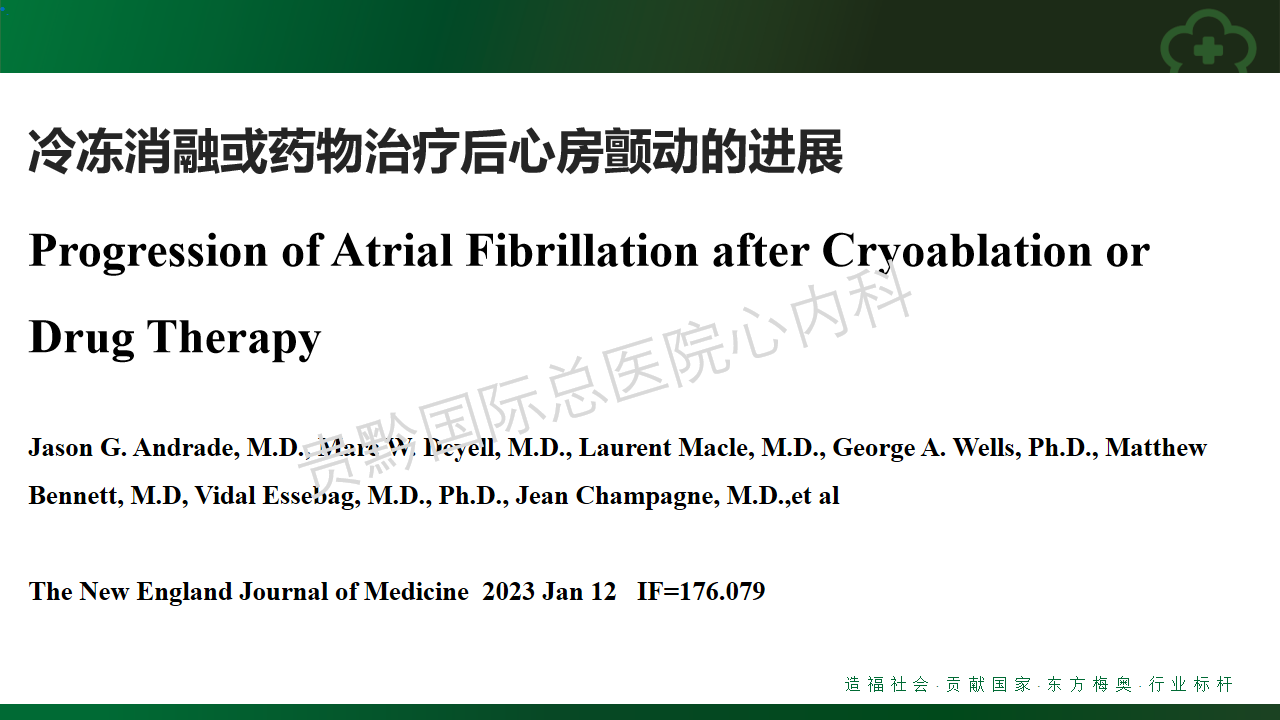 冷冻消融或药物治疗后心房颤动的进展
Progression of Atrial Fibrillation after Cryoablation or
Drug Therapy
贵黔国际总医院心内科
Jason G. Andrade, M.D., Marc W. Deyell, M.D., Laurent Macle, M.D., George A. Wells, Ph.D., Matthew
Bennett, M.D, Vidal Essebag, M.D., Ph.D., Jean Champagne, M.D.,et al
The New England Journal of Medicine 2023 Jan 12 IF=176.079
造福社会·贡献国家·东方梅奥·行业标杆